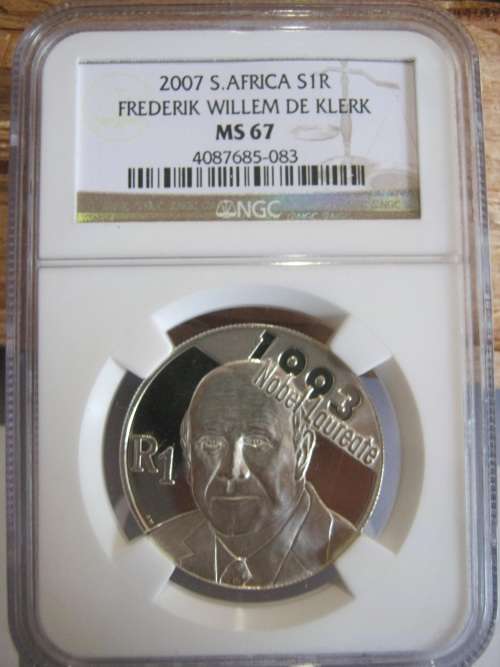 2007 S.AFRICA S1R
FREDERIK WILLEM DE KLERK
MS 67
4087685-083
NGC
1993
Nobel Laureate
R1